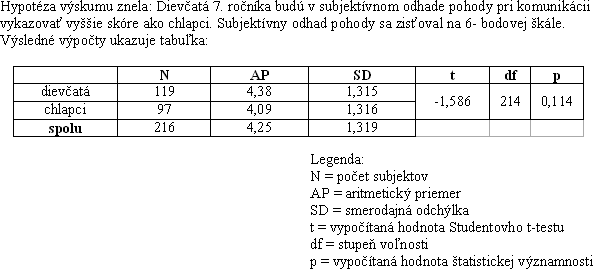 Hypotéza výskumu znela: Dievčatá 7. ročníka budú v subjektívnom odhade pohody pri komunikácii
vykazovať vyššie skóre ako chlapci. Subjektívny odhad pohody sa zisťoval na 6- bodovej škále.
Výsledné výpočty ukazuje tabuľka:
N AP SD t df p
dievčatá 119 4,38 1,315 -1,586 214 0,114
chlapci 97 4,09 1,316
spolu 216 4,25 1,319
Legenda:
N = počet subjektov
AP = aritmetický priemer
SD = smerodajná odchýlka
t = vypočítaná hodnota Studentovho t-testu
df = stupeň voľnosti
p = vypočítaná hodnota štatistickej významnosti